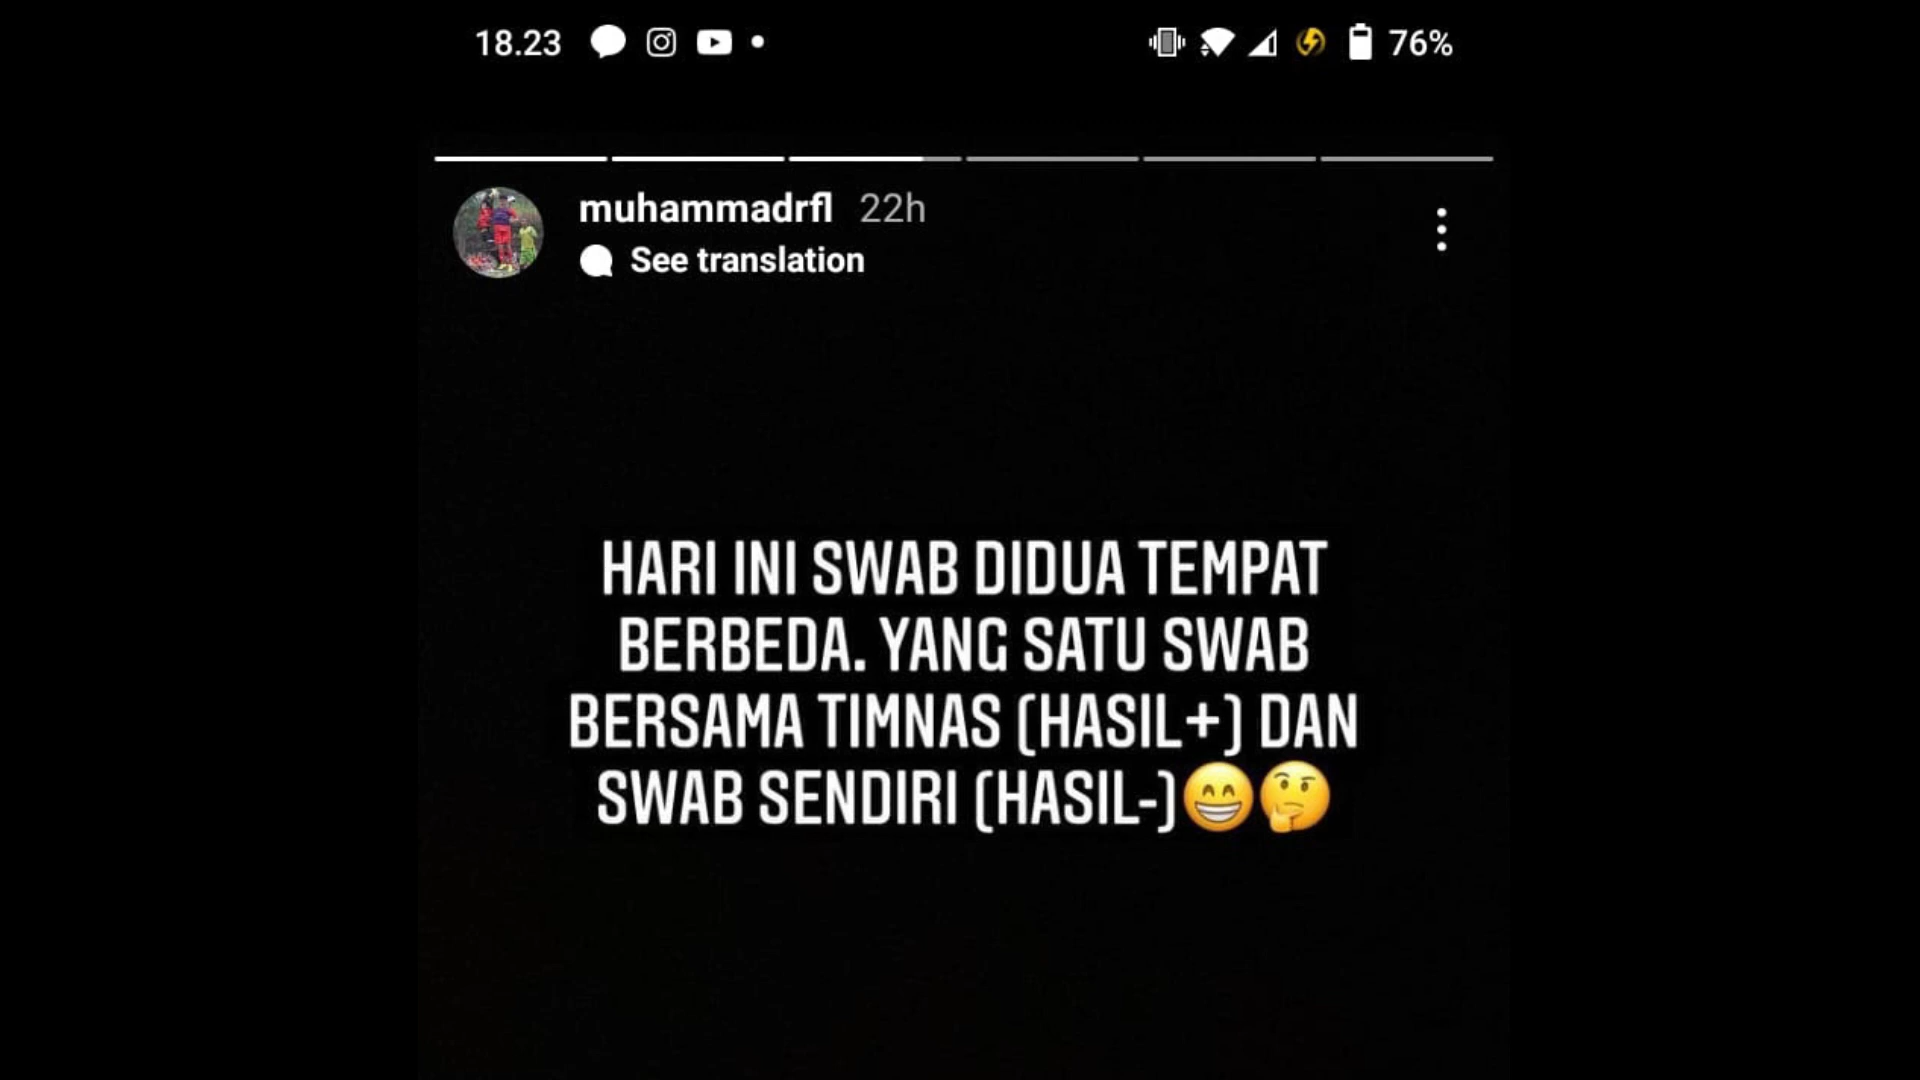 18.23 76%
muhammadrfl 22h
See translation
HARI INI SWAB DIDUA TEMPAT
BERBEDA. YANG SATU SWAB
BERSAMA TIMNAS (HASIL+) DAN
SWAB SENDIRI (HASIL-)😁🤔